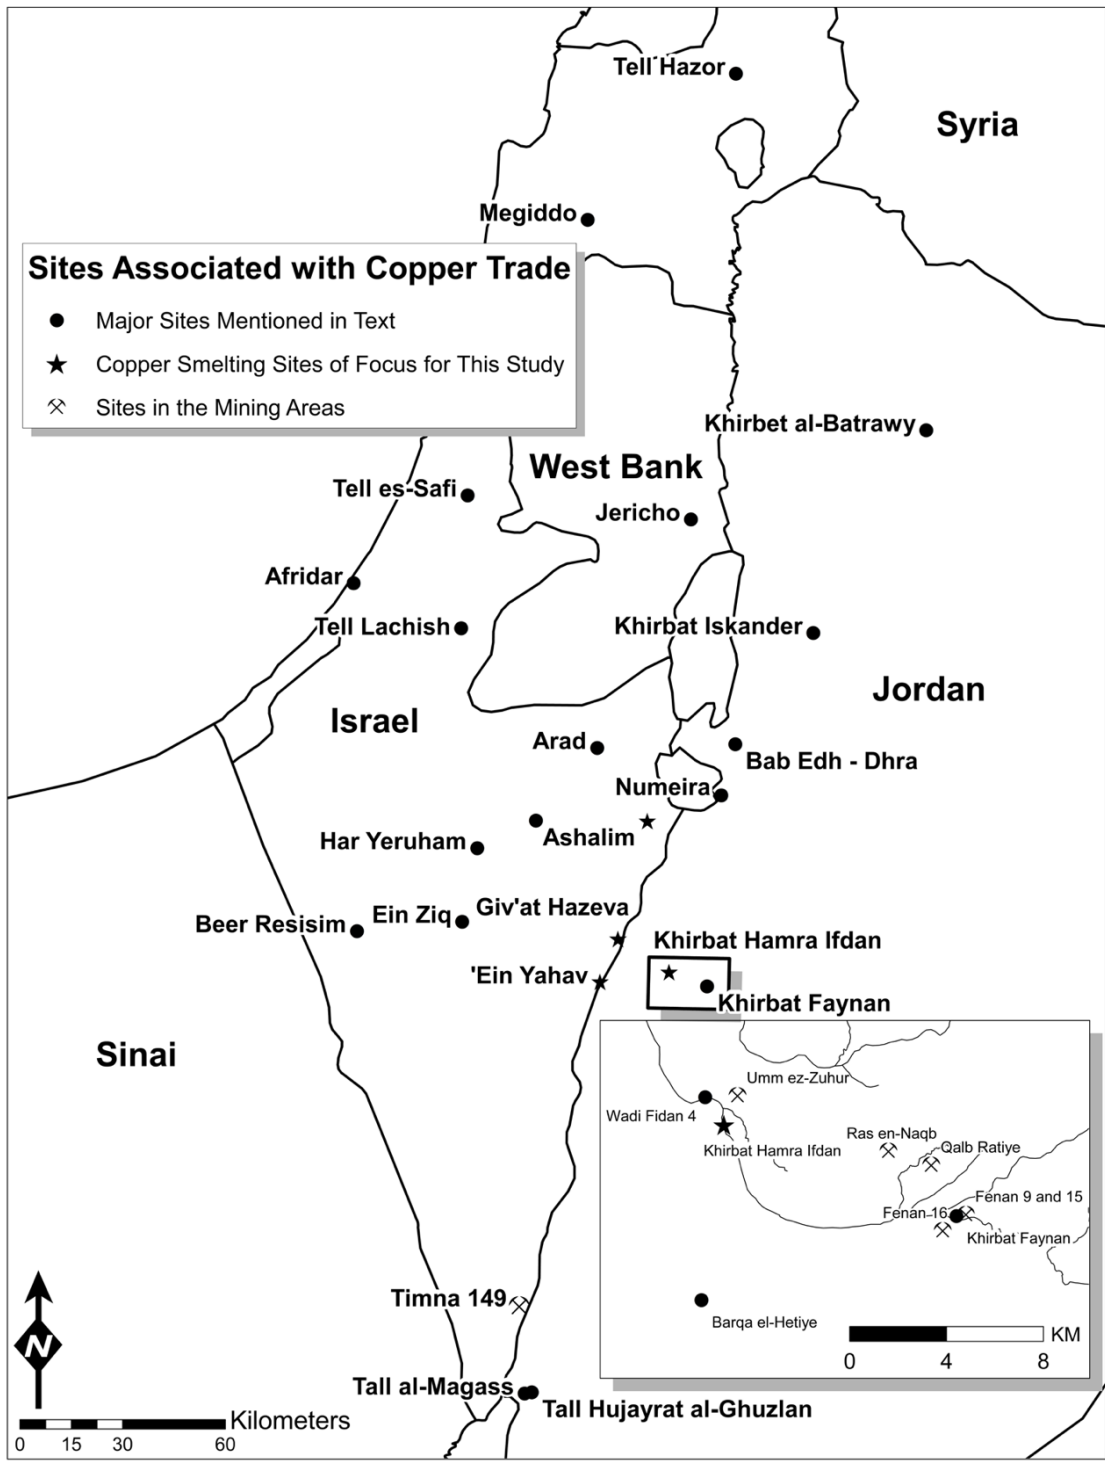 Tell Hazor
Syria
Megiddo
Sites Associated with Copper Trade
Major Sites Mentioned in Text
Copper Smelting Sites of Focus for This Study
Sites in the Mining Areas
Khirbet al-Batrawy
West Bank
Tell es-Safi
Jericho
Afridar
Tell Lachish
Khirbat Iskander
Jordan
Israel
Arad
Bab Edh - Dhra
Numeira
Ashalim
Har Yeruham
Giv'at Hazeva
Ein Ziq
Beer Resisim
Khirbat Hamra Ifdan
'Ein Yahav
Khirbat Faynan
Sinai
Umm ez-Zuhur
Wadi Fidan 4
Khirbat Hamra Ifdan
Ras en-Naqb
Qalb Ratiye
Fenan 9 and 15
Fenan 16
Khirbat Faynan
Barqa el-Hetiye
KM
0 4 8
Timna 149
N
Tall al-Magass
Tall Hujayrat al-Ghuzlan
Kilometers
0 15 30 60